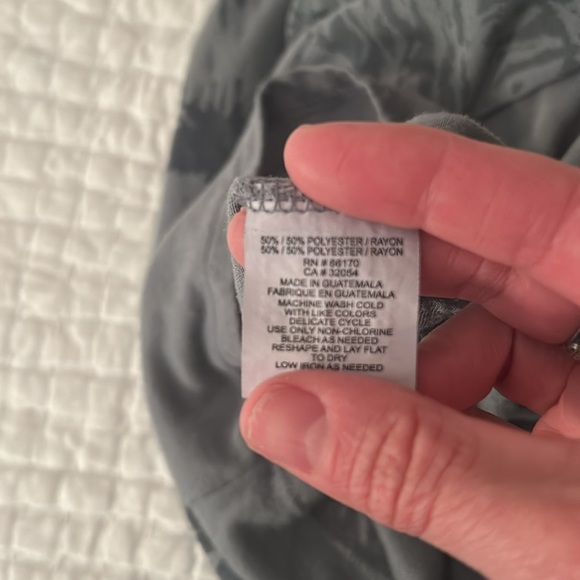 50% / 50% POLYESTER / RAYON
50% / 50% POLYESTER / RAYON
RN # 66170
CA # 32054
MADE IN GUATEMALA
FABRIQUE EN GUATEMALA
MACHINE WASH COLD
WITH LIKE COLORS
DELICATE CYCLE
USE ONLY NON-CHLORINE
BLEACH AS NEEDED
RESHAPE AND LAY FLAT
TO DRY
LOW IRON AS NEEDED